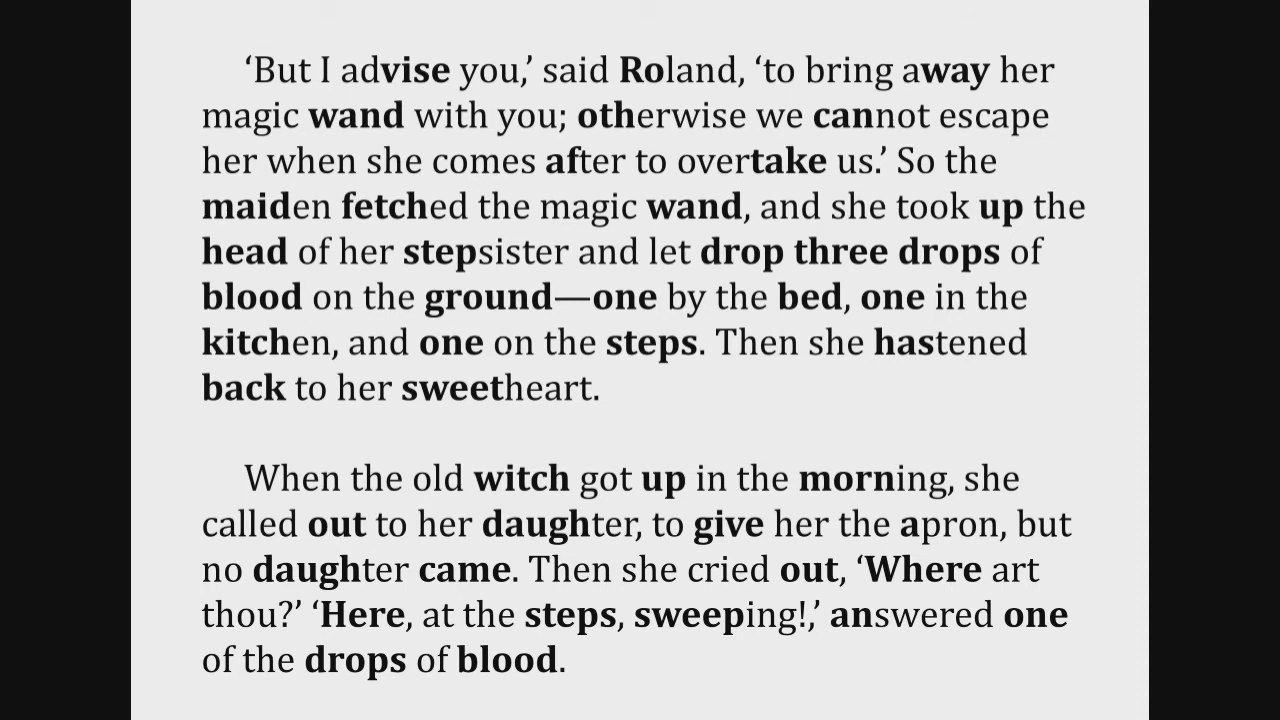 ‘But I advise you,’ said Roland, ‘to bring away her
magic wand with you; otherwise we cannot escape
her when she comes after to overtake us.’ So the
maiden fetched the magic wand, and she took up the
head of her stepsister and let drop three drops of
blood on the ground—one by the bed, one in the
kitchen, and one on the steps. Then she hastened
back to her sweetheart.
When the old witch got up in the morning, she
called out to her daughter, to give her the apron, but
no daughter came. Then she cried out, ‘Where art
thou?’ ‘Here, at the steps, sweeping!,’ answered one
of the drops of blood.